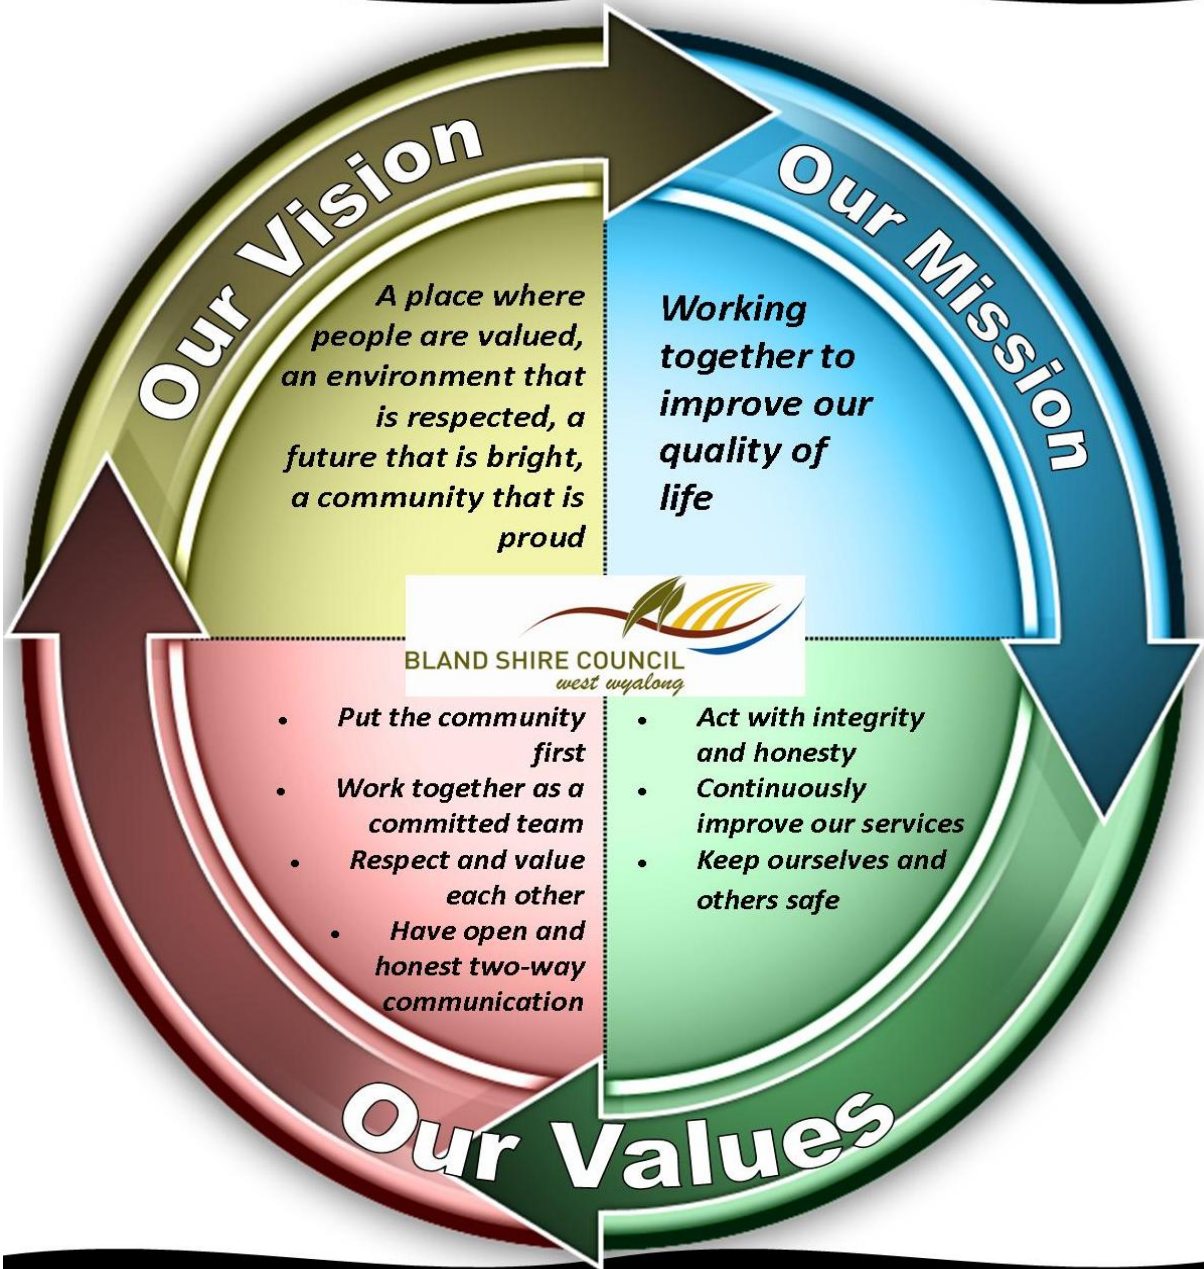 Our Vision
A place where
people are valued,
an environment that
is respected, a
future that is bright,
a community that is
proud
Our Mission
Working
together to
improve our
quality of
life
BLAND SHIRE COUNCIL
west wyalong
• Put the community
first
• Work together as a
committed team
• Respect and value
each other
• Have open and
honest two-way
communication
• Act with integrity
and honesty
• Continuously
improve our services
• Keep ourselves and
others safe
Our Values